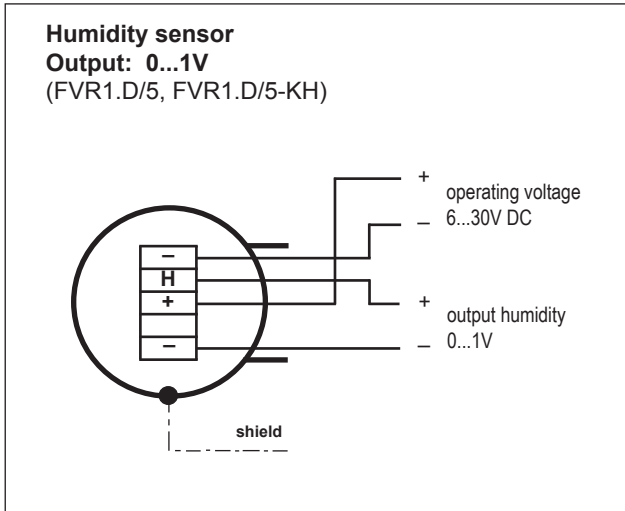 Humidity sensor
Output: 0...1V
(FVR1.D/5, FVR1.D/5-KH)
+
operating voltage
– 6...30V DC
–
H
+
–
+
output humidity
– 0...1V
shield